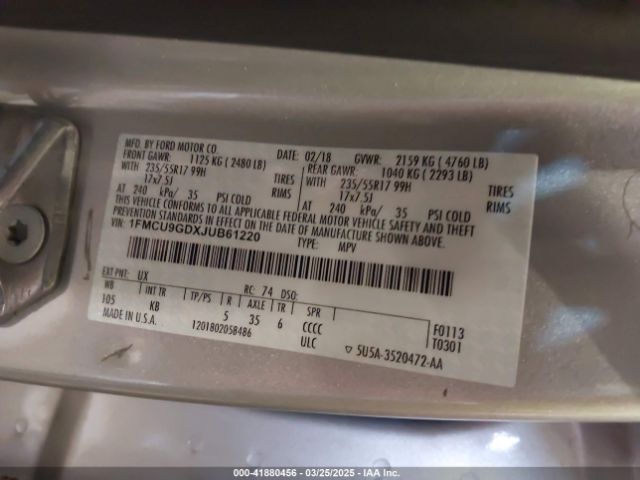 MFD. BY FORD MOTOR CO.
02/18 GVWR: 2159 KG (4760 LB)
FRONT GAWR: 1125 KG (2480 LB) REAR GAWR: 1040 KG (2293 LB)
WITH 235/55R17 99H TIRES WITH 235/55R17 99H TIRES
17x7.5J RIMS 17x7.5J RIMS
AT 240 kPa/ 35 PSI COLD AT 240 kPa/ 35 PSI COLD
THIS VEHICLE CONFORMS TO ALL APPLICABLE FEDERAL MOTOR VEHICLE SAFETY AND THEFT
PREVENTION STANDARDS IN EFFECT ON THE DATE OF MANUFACTURE SHOWN ABOVE.
VIN: 1FMCU9GDXJUB61220
TYPE: MPV
EXT PNT: UX RC: 74 DSO:
WB INT TR TP/PS R AXLE TR SPR
105 KB 5 35 6 CCCC F0113
MADE IN U.S.A. 1201802058486 ULC T0301
▽ 5U5A-3520472-AA
000-41880456 - 03/25/2025 - IAA Inc.